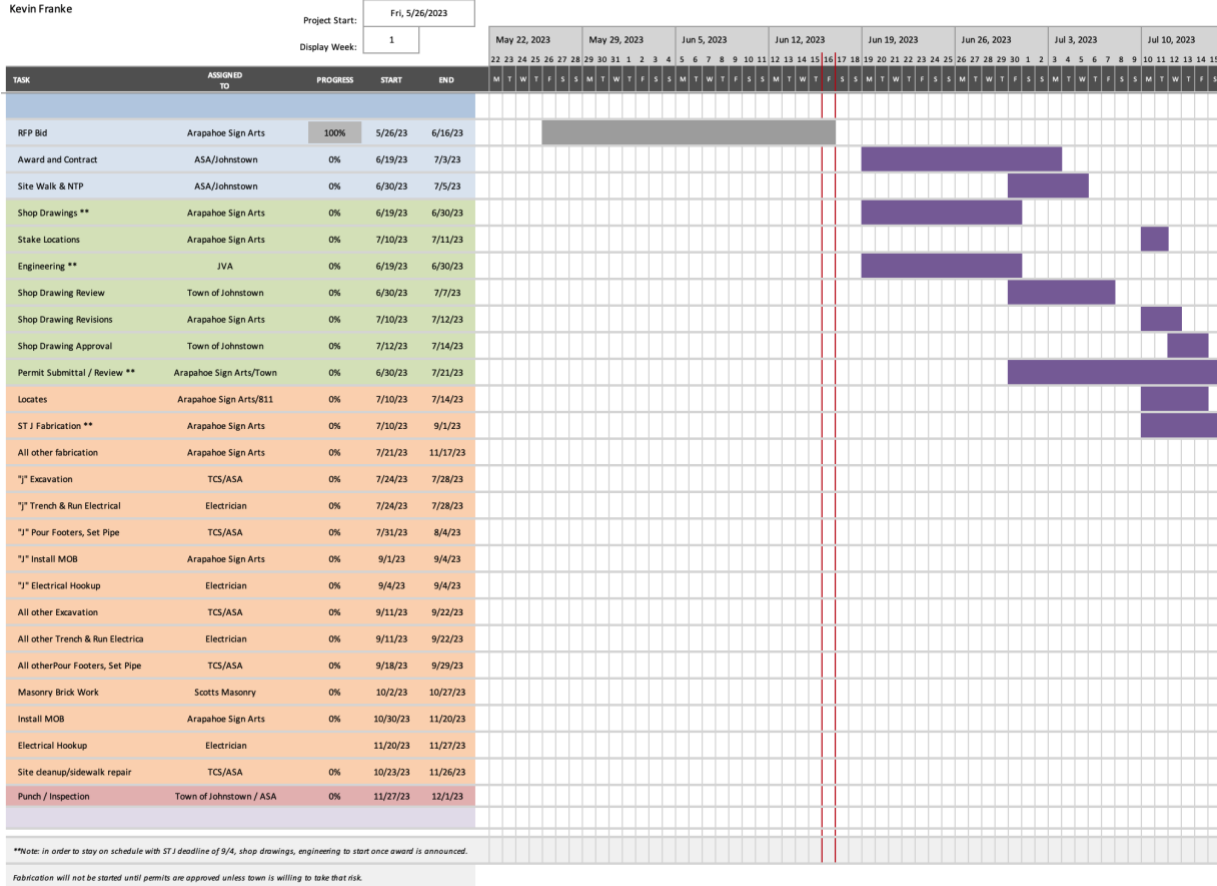 Kevin Franke
Project Start: Fri, 5/26/2023
Display Week: 1
May 22, 2023 May 29, 2023 Jun 5, 2023 Jun 12, 2023 Jun 19, 2023 Jun 26, 2023 Jul 3, 2023 Jul 10, 2023
22 23 24 25 26 27 28 29 30 31 1 2 3 4 5 6 7 8 9 10 11 12 13 14 15 16 17 18 19 20 21 22 23 24 25 26 27 28 29 30 1 2 3 4 5 6 7 8 9 10 11 12 13 14 15
TASK ASSIGNED TO PROGRESS START END M T W T F S S M T W T F S S M T W T F S S M T W T F S S M T W T F S S M T W T F S S M T W T F S S M T W T F S
RFP Bid Arapahoe Sign Arts 100% 5/26/23 6/16/23
Award and Contract ASA/Johnstown 0% 6/19/23 7/3/23
Site Walk & NTP ASA/Johnstown 0% 6/30/23 7/5/23
Shop Drawings ** Arapahoe Sign Arts 0% 6/19/23 6/30/23
Stake Locations Arapahoe Sign Arts 0% 7/10/23 7/11/23
Engineering ** JVA 0% 6/19/23 6/30/23
Shop Drawing Review Town of Johnstown 0% 6/30/23 7/7/23
Shop Drawing Revisions Arapahoe Sign Arts 0% 7/10/23 7/12/23
Shop Drawing Approval Town of Johnstown 0% 7/12/23 7/14/23
Permit Submittal / Review ** Arapahoe Sign Arts/Town 0% 6/30/23 7/21/23
Locates Arapahoe Sign Arts/811 0% 7/10/23 7/14/23
ST J Fabrication ** Arapahoe Sign Arts 0% 7/10/23 9/1/23
All other fabrication Arapahoe Sign Arts 0% 7/21/23 11/17/23
"j" Excavation TCS/ASA 0% 7/24/23 7/28/23
"j" Trench & Run Electrical Electrician 0% 7/24/23 7/28/23
"J" Pour Footers, Set Pipe TCS/ASA 0% 7/31/23 8/4/23
"J" Install MOB Arapahoe Sign Arts 0% 9/1/23 9/4/23
"J" Electrical Hookup Electrician 0% 9/4/23 9/4/23
All other Excavation TCS/ASA 0% 9/11/23 9/22/23
All other Trench & Run Electrica Electrician 0% 9/11/23 9/22/23
All otherPour Footers, Set Pipe TCS/ASA 0% 9/18/23 9/29/23
Masonry Brick Work Scotts Masonry 0% 10/2/23 10/27/23
Install MOB Arapahoe Sign Arts 0% 10/30/23 11/20/23
Electrical Hookup Electrician 11/20/23 11/27/23
Site cleanup/sidewalk repair TCS/ASA 0% 10/23/23 11/26/23
Punch / Inspection Town of Johnstown / ASA 0% 11/27/23 12/1/23
**Note: in order to stay on schedule with ST J deadline of 9/4, shop drawings, engineering to start once award is announced.
Fabrication will not be started until permits are approved unless town is willing to take that risk.